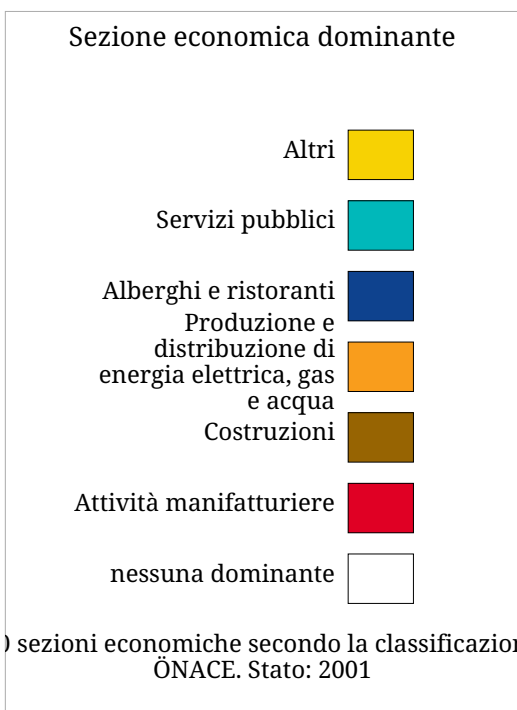 Sezione economica dominante
Altri
Servizi pubblici
Alberghi e ristoranti
Produzione e
distribuzione di
energia elettrica, gas
e acqua
Costruzioni
Attività manifatturiere
nessuna dominante
sezioni economiche secondo la
ÖNACE. Stato: 2001